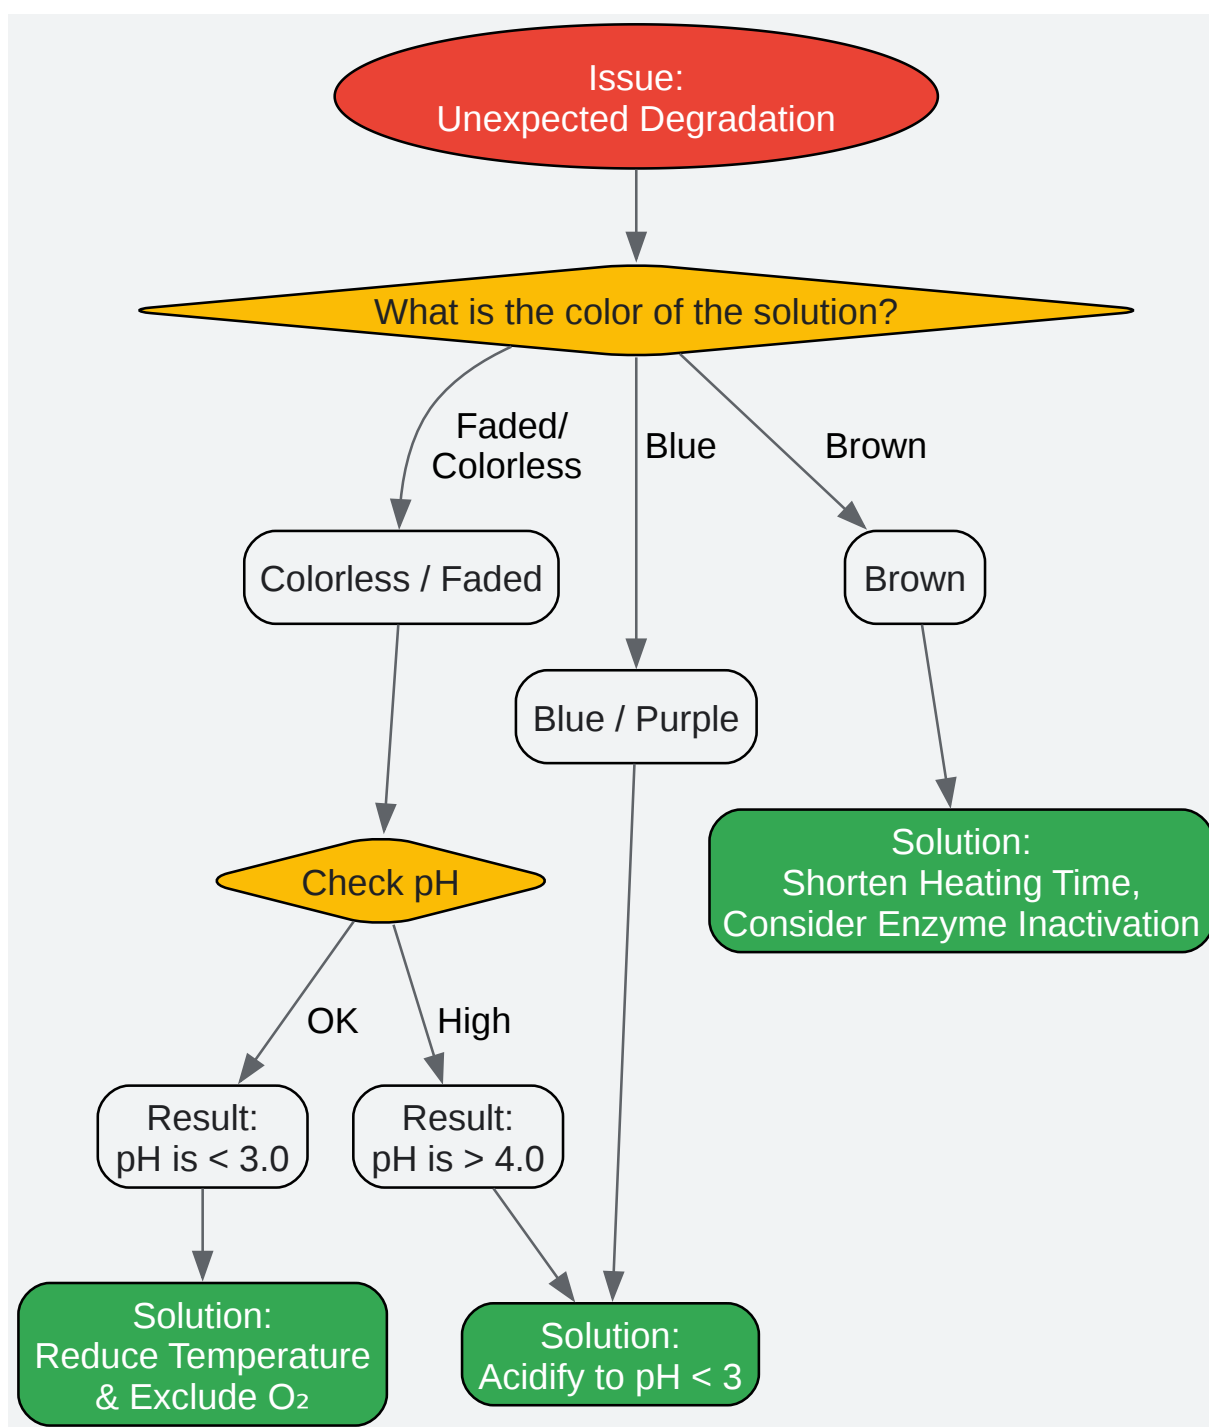 Issue:
Unexpected Degradation
What is the color of the solution?
Faded/
Colorless
Blue
Brown
Colorless / Faded
Brown
Blue / Purple
Solution:
Shorten Heating Time,
Consider Enzyme Inactivation
Check pH
OK
High
Result:
pH is < 3.0
Result:
pH is > 4.0
Solution:
Reduce Temperature
& Exclude O₂
Solution:
Acidify to pH < 3